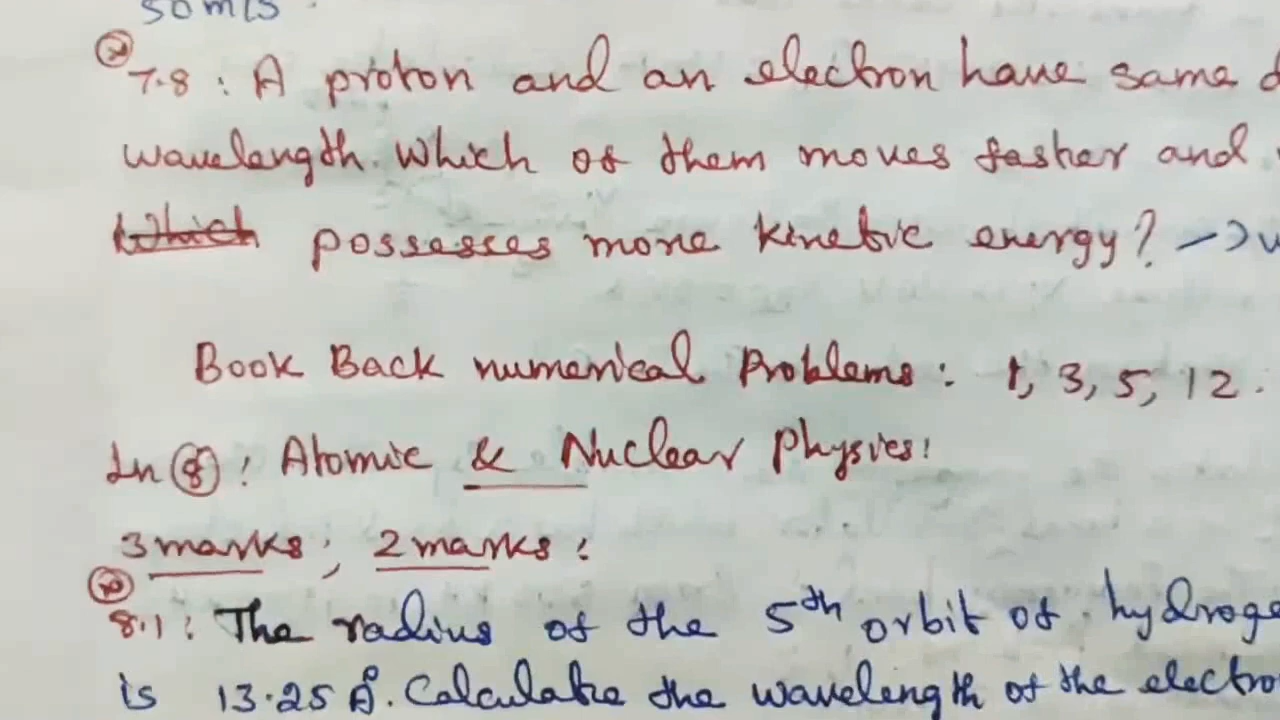 50m/s.
7.8 : A proton and an electron have same
wavelength. Which of them moves faster and
Which possesses more kinetic energy? →
Book Back numerical Problems : 1, 3, 5, 12.
Ln 8 : Atomic & Nuclear Physics:
3 marks, 2 marks :
8.1 : The radius of the 5th orbit of hydroge
is 13.25 Å. Calculate the wavelength of the electro